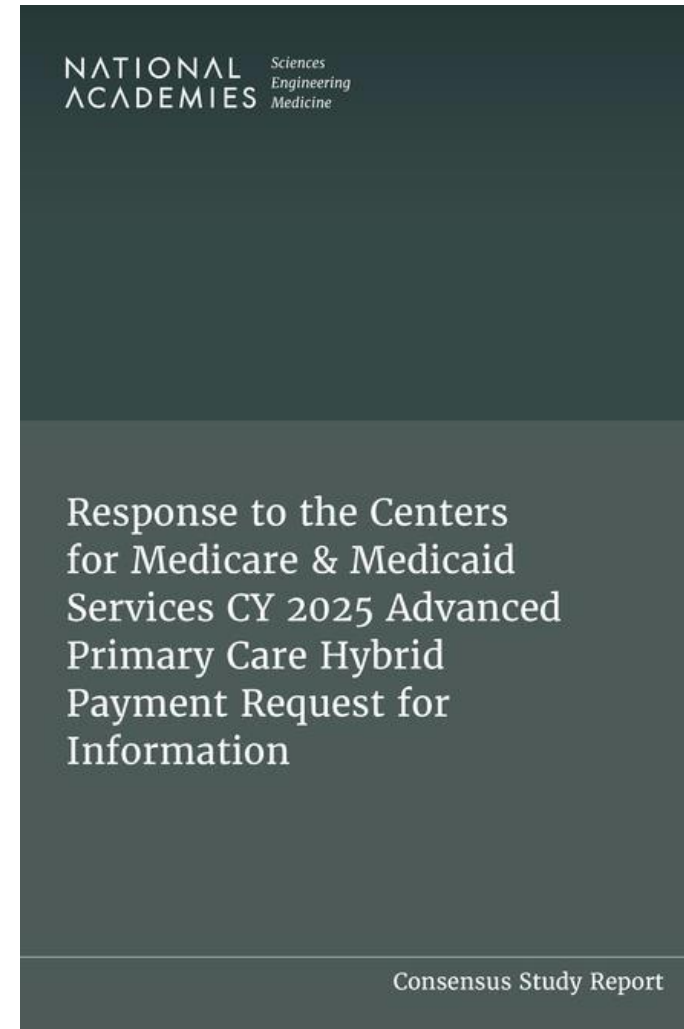 NATIONAL
ACADEMIES
Sciences
Engineering
Medicine
Response to the Centers
for Medicare & Medicaid
Services CY 2025 Advanced
Primary Care Hybrid
Payment Request for
Information
Consensus Study Report